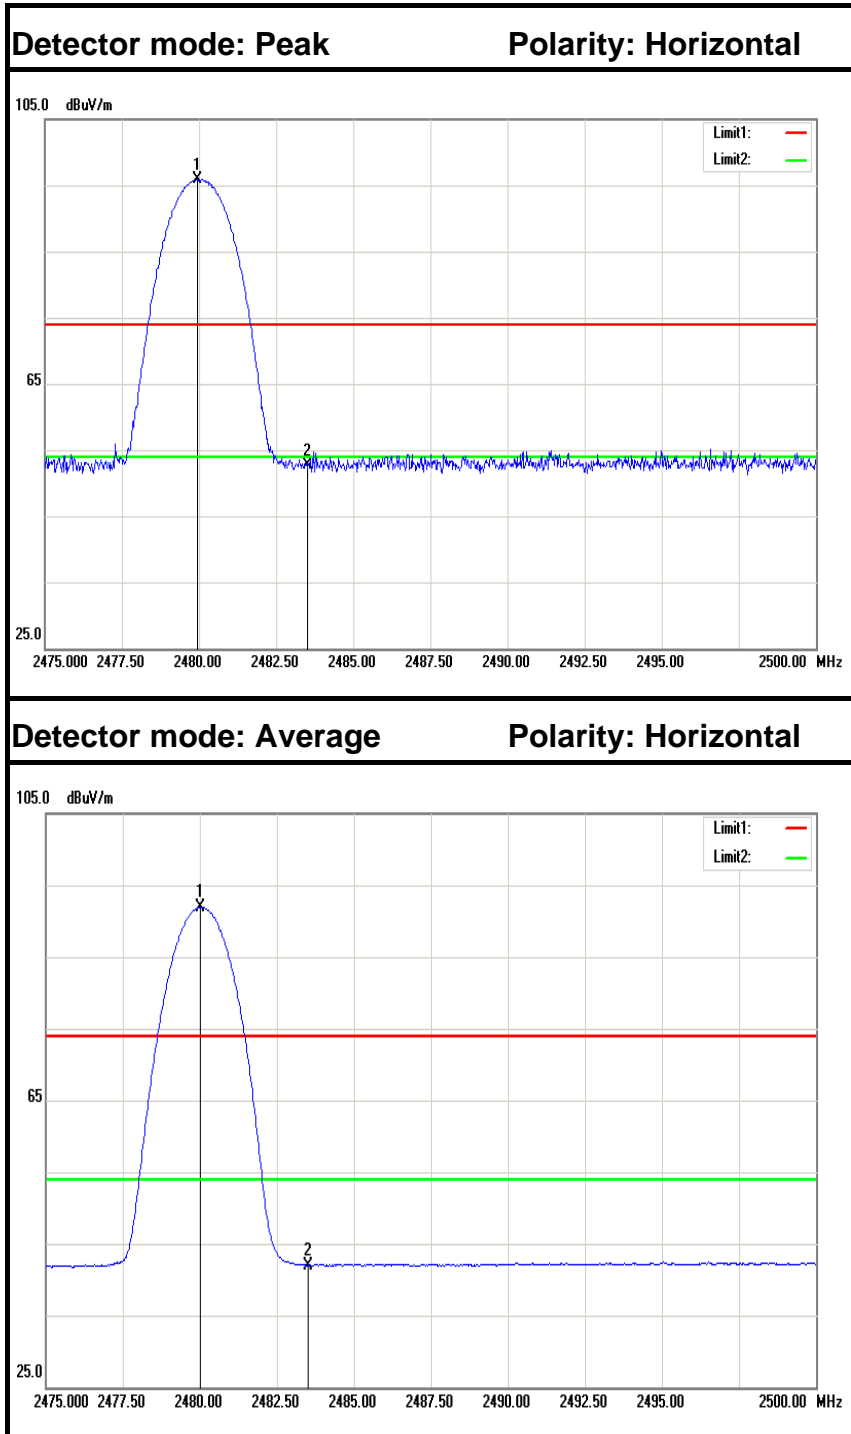 Detector mode: Peak Polarity: Horizontal
105.0 dBuV/m
Limit1:
Limit2:
1
65
2
25.0
2475.000 2477.50 2480.00 2482.50 2485.00 2487.50 2490.00 2492.50 2495.00 2500.00 MHz
Detector mode: Average Polarity: Horizontal
105.0 dBuV/m
Limit1:
Limit2:
1
65
2
25.0
2475.000 2477.50 2480.00 2482.50 2485.00 2487.50 2490.00 2492.50 2495.00 2500.00 MHz